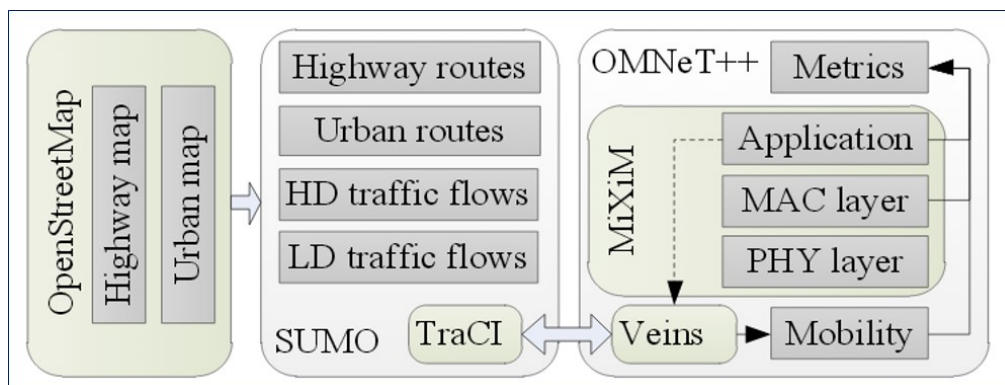 OpenStreetMap
Highway map
Urban map
Highway routes
Urban routes
HD traffic flows
LD traffic flows
SUMO
TraCI
OMNeT++
Metrics
MiXiM
Application
MAC layer
PHY layer
Veins
Mobility